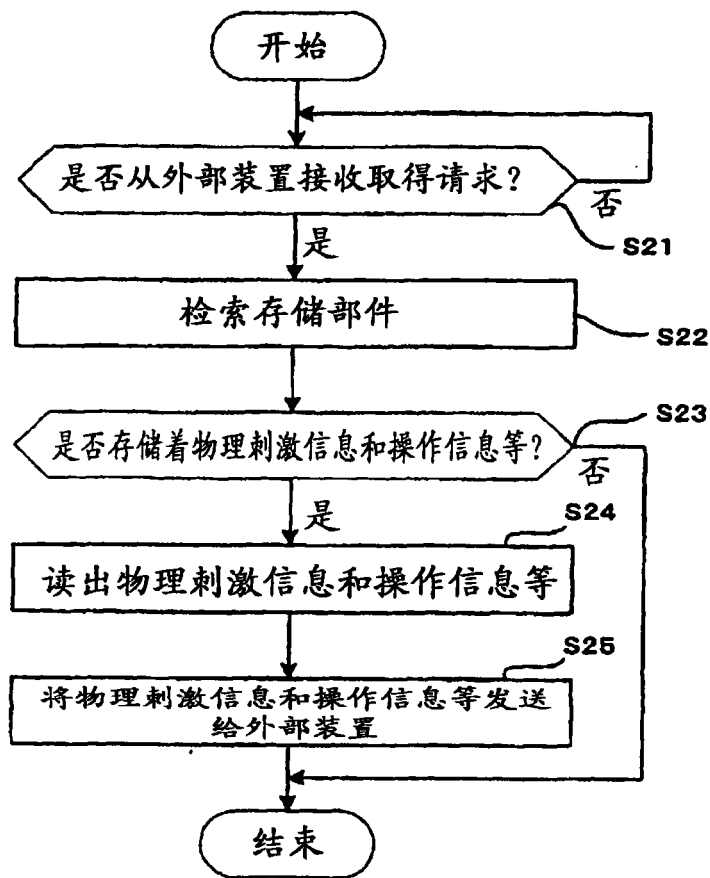 开始
是否从外部装置接收取得请求?
否
S21
是
检索存储部件
S22
S23
是否存储着物理刺激信息和操作信息等?
否
是
S24
读出物理刺激信息和操作信息等
S25
将物理刺激信息和操作信息等发送
给外部装置
结束